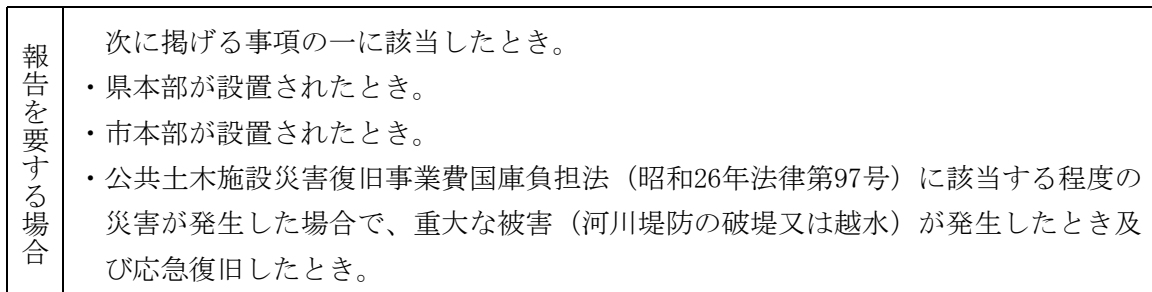 報告を要する場合
次に掲げる事項の一に該当したとき。
・県本部が設置されたとき。
・市本部が設置されたとき。
・公共土木施設災害復旧事業費国庫負担法（昭和26年法律第97号）に該当する程度の
災害が発生した場合で、重大な被害（河川堤防の破堤又は越水）が発生したとき及
び応急復旧したとき。